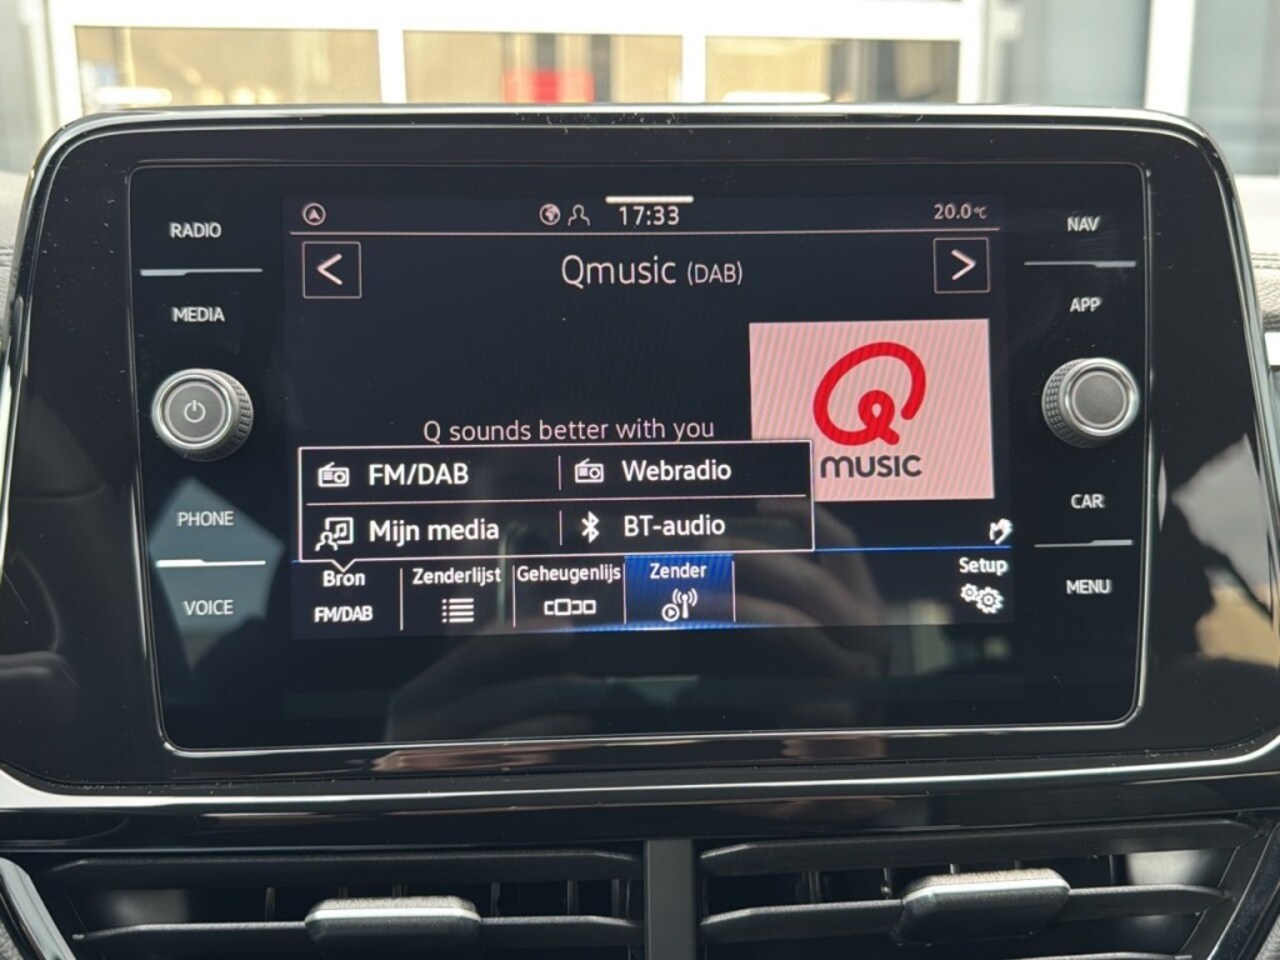 RADIO
MEDIA
PHONE
VOICE
17:33
20.0°C
<
Qmusic (DAB)
>
Q sounds better with you
MUSIC
FM/DAB
Webradio
Mijn media
BT-audio
Bron
FM/DAB
Zenderlijst
Geheugenlijs
Zender
Setup
NAV
APP
CAR
MENU